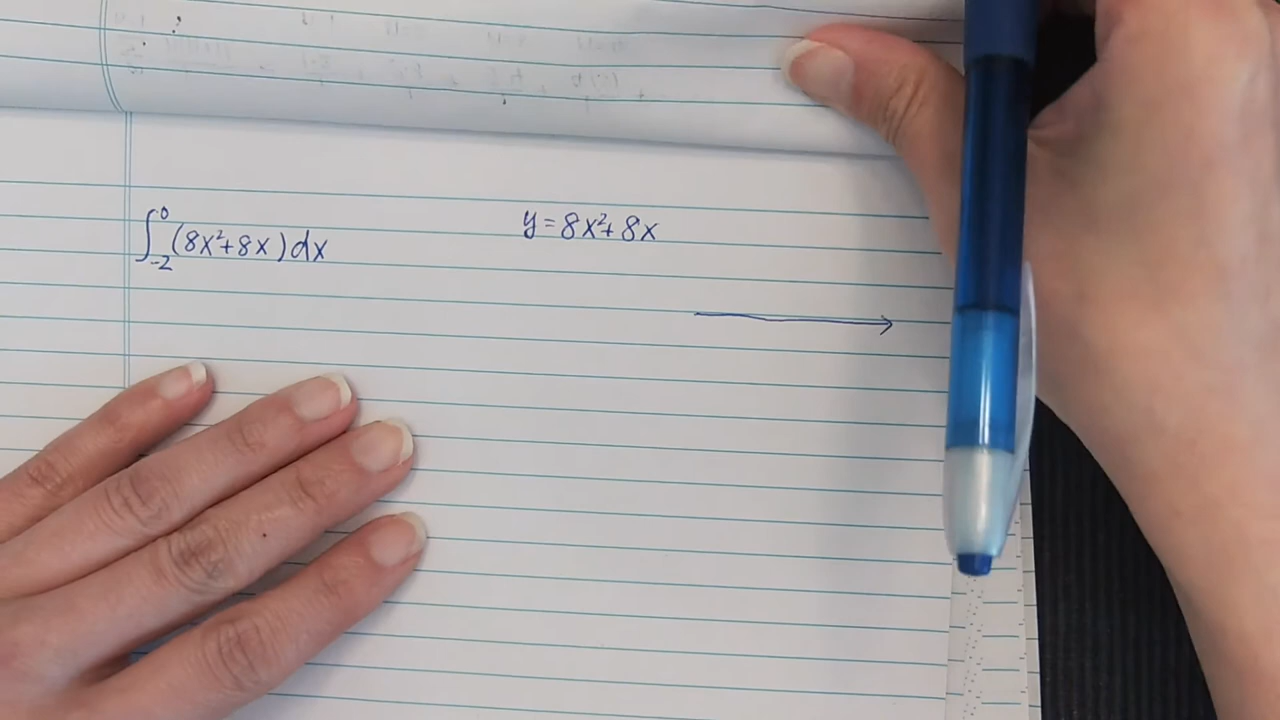 ∫₋₂⁰ (8x²+8x) dx
y = 8x²+8x